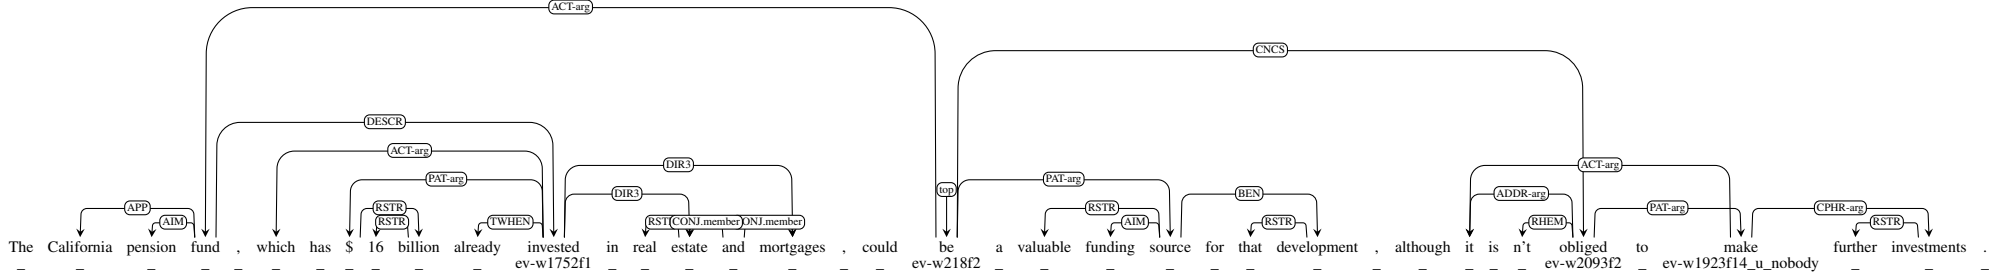 ACT-arg
CNCS
DESCR
ACT-arg
DIR3 ACT-arg
PAT-arg DIR3 top PAT-arg BEN ADDR-arg
APP RSTR RSTR PAT-arg CPHR-arg
AIM RSTR TWHEN RST CONJ.member ONJ.member AIM RSTR RHEM RSTR
The California pension fund , which has $ 16 billion already invested in real estate and mortgages , could be a valuable funding source for that development , although it is n't obliged to make further investments .
_ _ _ _ _ _ _ _ _ _ _ ev-w1752f1 _ _ _ _ _ _ _ ev-w218f2 _ _ _ _ _ _ _ _ _ _ _ _ ev-w2093f2 _ ev-w1923f14_u_nobody _ _ _